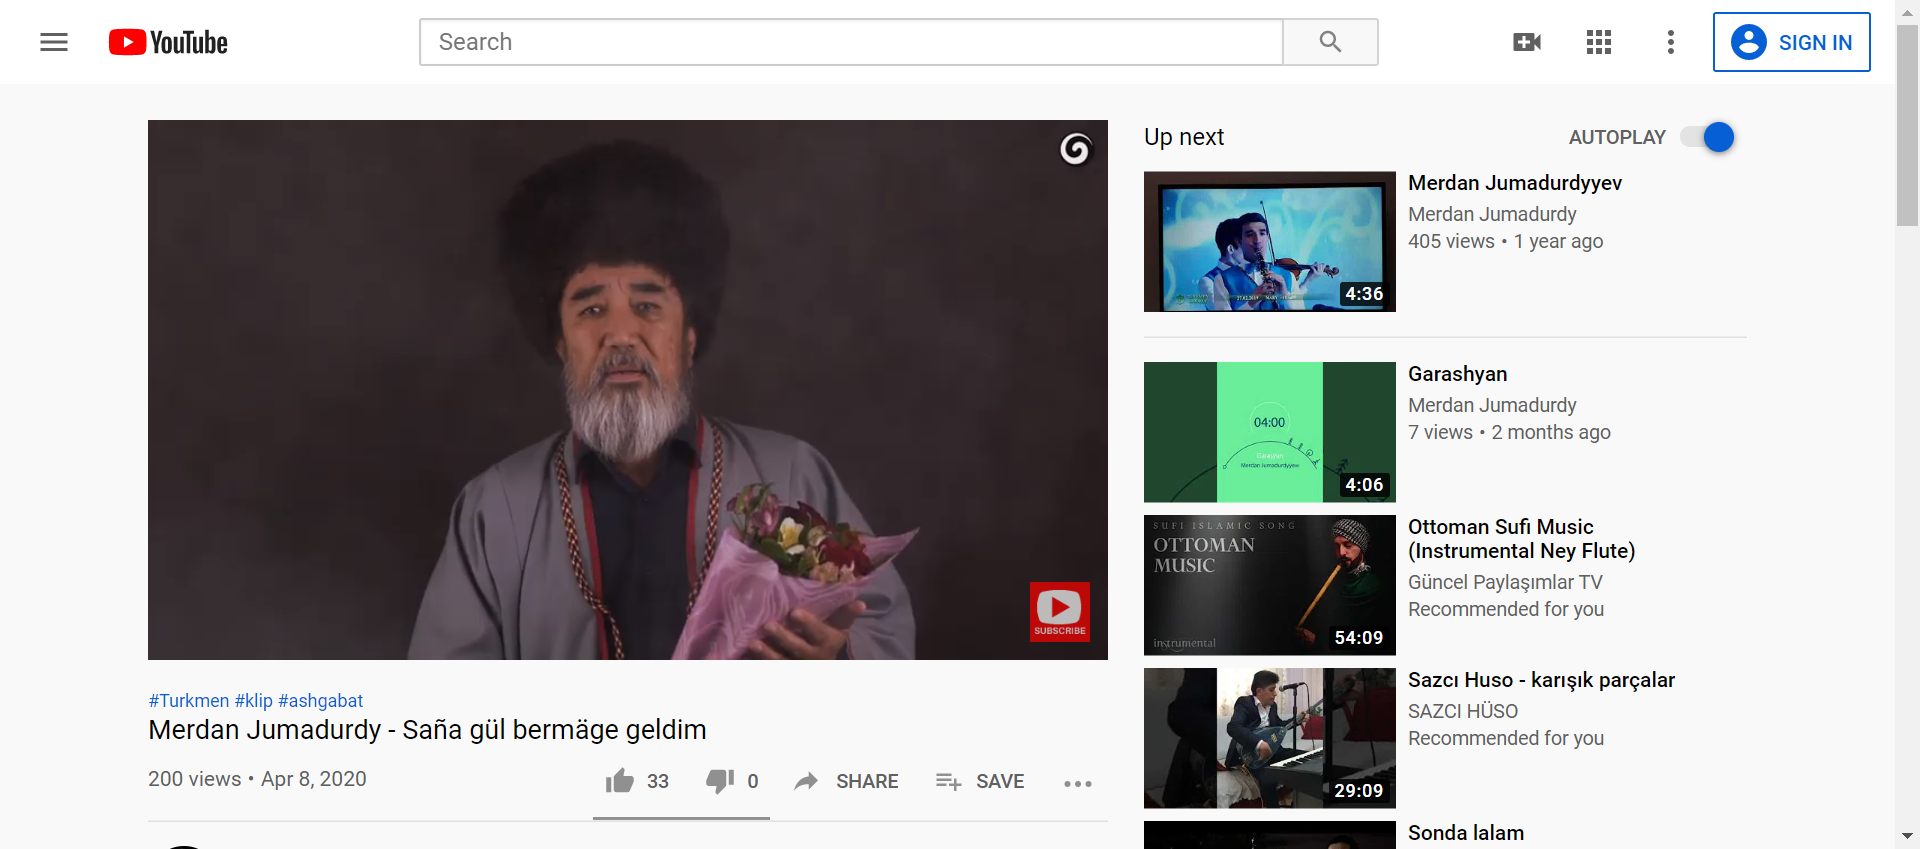 YouTube
Search
SIGN IN
SUBSCRIBE
#Turkmen #klip #ashgabat
Merdan Jumadurdy - Saña gül bermäge geldim
200 views • Apr 8, 2020
33
0
SHARE
SAVE
Up next
AUTOPLAY
4:36
Merdan Jumadurdyyev
Merdan Jumadurdy
405 views • 1 year ago
04:00
Merdan Jumadurdyyew
4:06
Garashyan
Merdan Jumadurdy
7 views • 2 months ago
SUFI ISLAMIC SONG
OTTOMAN
MUSIC
instrumental
54:09
Ottoman Sufi Music
(Instrumental Ney Flute)
Güncel Paylaşımlar TV
Recommended for you
29:09
Sazcı Huso - karışık parçalar
SAZCI HÜSO
Recommended for you
Sonda lalam